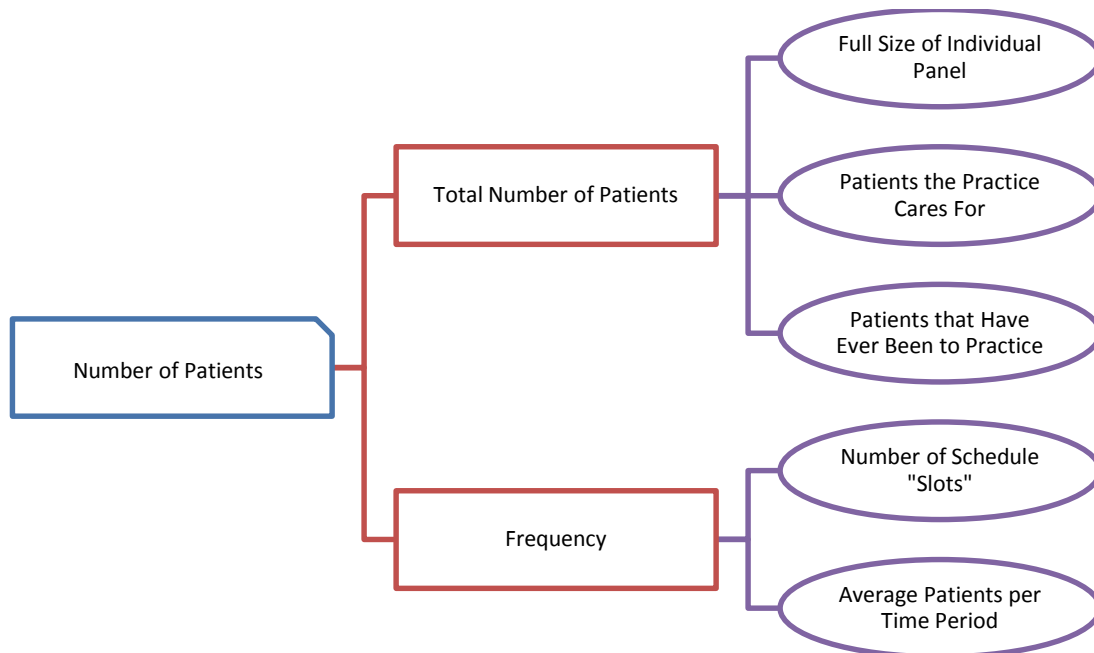 Full Size of Individual
Panel
Total Number of Patients
Patients the Practice
Cares For
Patients that Have
Ever Been to Practice
Number of Patients
Number of Schedule
"Slots"
Frequency
Average Patients per
Time Period